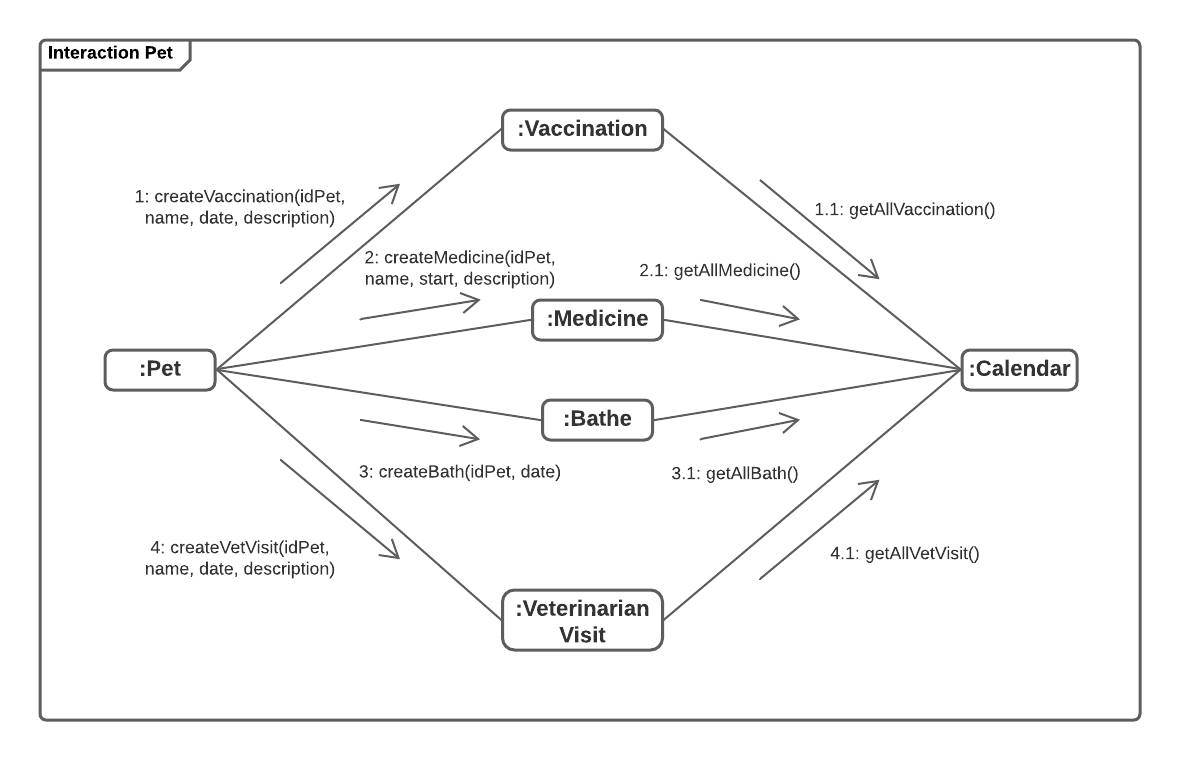 Interaction Pet
:Vaccination
1: createVaccination(idPet,
name, date, description)
1.1: getAllVaccination()
2: createMedicine(idPet,
name, start, description)
2.1: getAllMedicine()
:Medicine
:Pet
:Calendar
:Bathe
3: createBath(idPet, date)
3.1: getAllBath()
4: createVetVisit(idPet,
name, date, description)
4.1: getAllVetVisit()
:Veterinarian
Visit